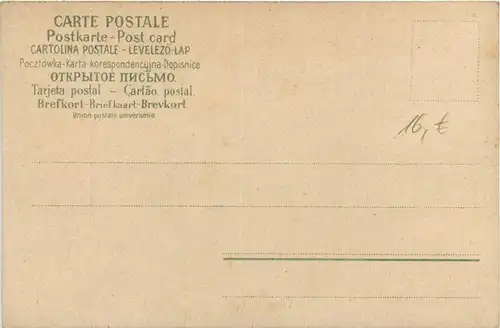 CARTE POSTALE
Postkarte - Post card
CARTOLINA POSTALE - LEVELEZŐ-LAP
Pocztówka-Karta-korespondencyjna-Dopisnice
ОТКРЫТОЕ ПИСЬМО.
Tarjeta postal – Cartão postal.
Brefkort-Briefkaart-Brevkort.
Union postale universelle
16,€